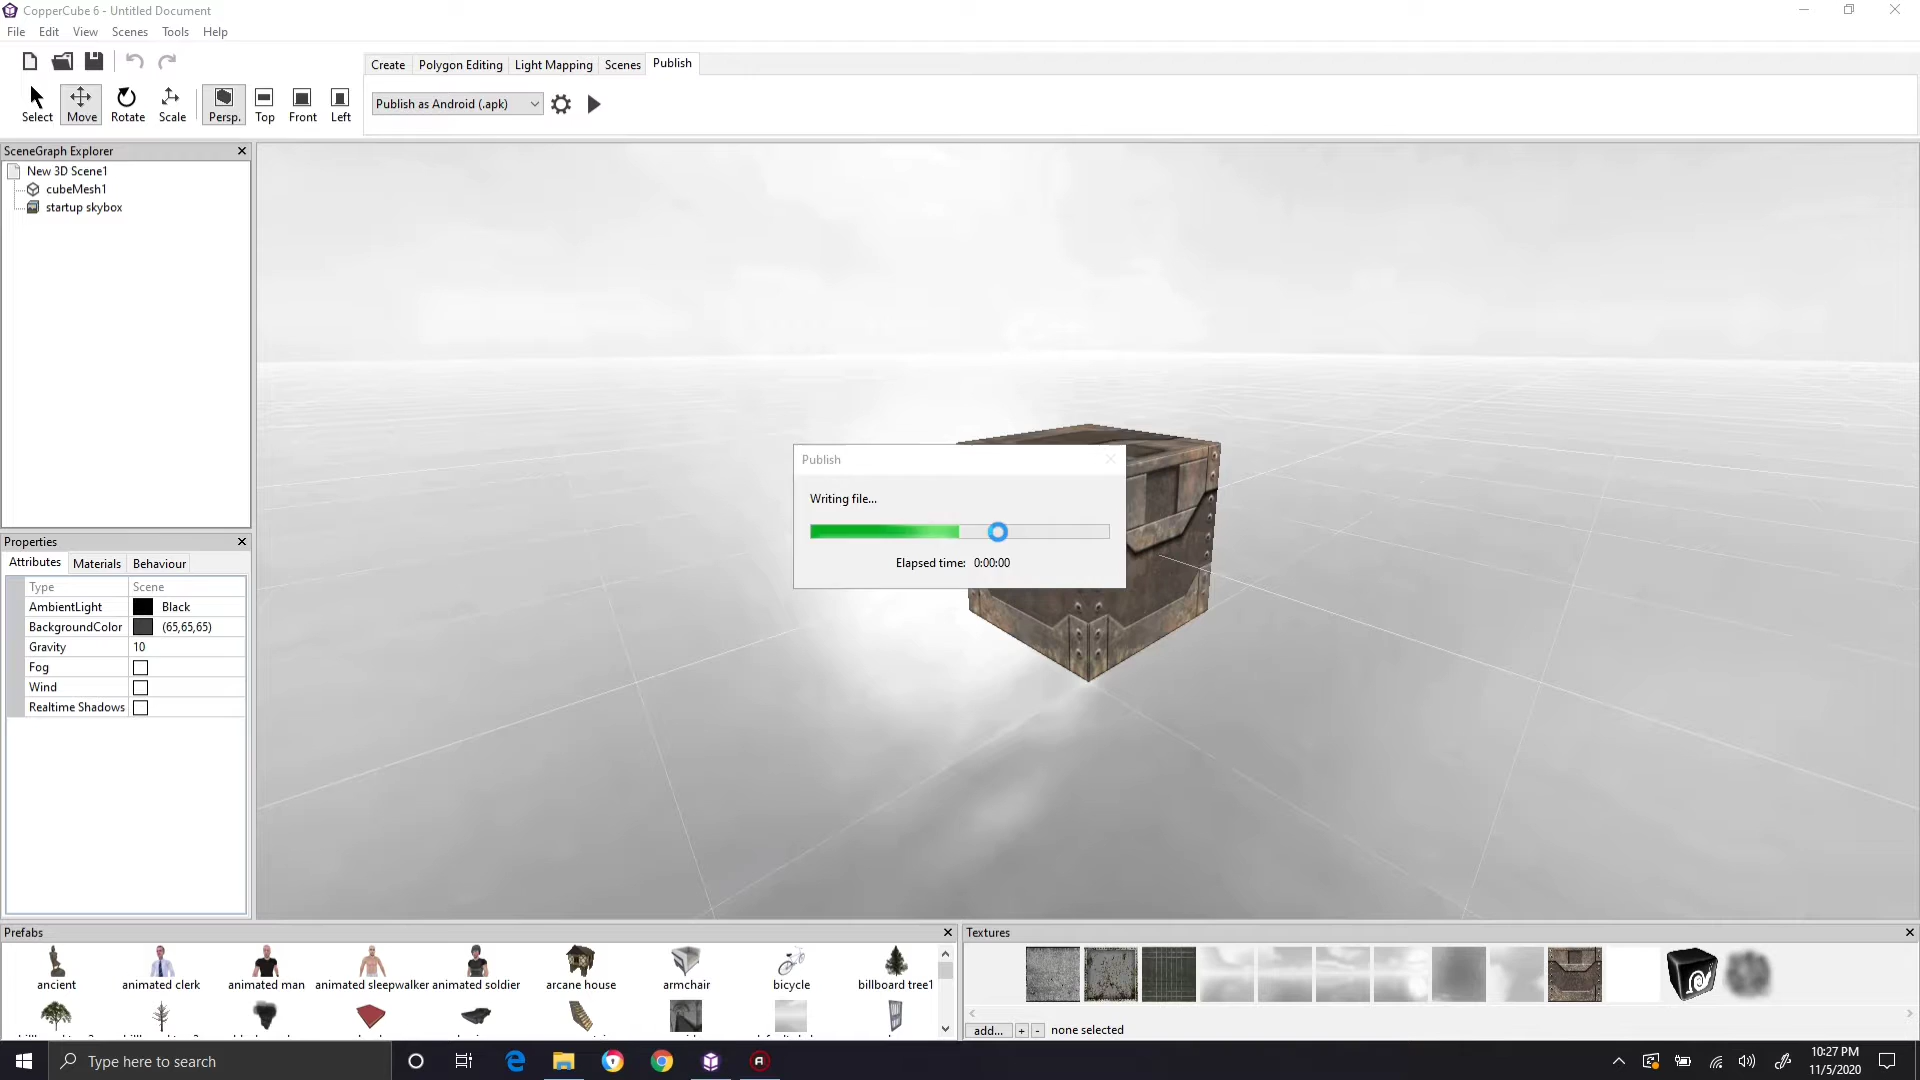 CopperCube 6 - Untitled Document
File Edit View Scenes Tools Help
Create Polygon Editing Light Mapping Scenes Publish
Publish as Android (.apk)
Select Move Rotate Scale Persp. Top Front Left
SceneGraph Explorer
New 3D Scene1
cubeMesh1
startup skybox
Publish
Writing file...
Elapsed time: 0:00:00
Properties
Attributes Materials Behaviour
Type Scene
AmbientLight Black
BackgroundColor (65,65,65)
Gravity 10
Fog
Wind
Realtime Shadows
Prefabs
ancient animated clerk animated man animated sleepwalker animated soldier arcane house armchair bicycle billboard tree1
Textures
add... + - none selected
Type here to search
10:27 PM
11/5/2020